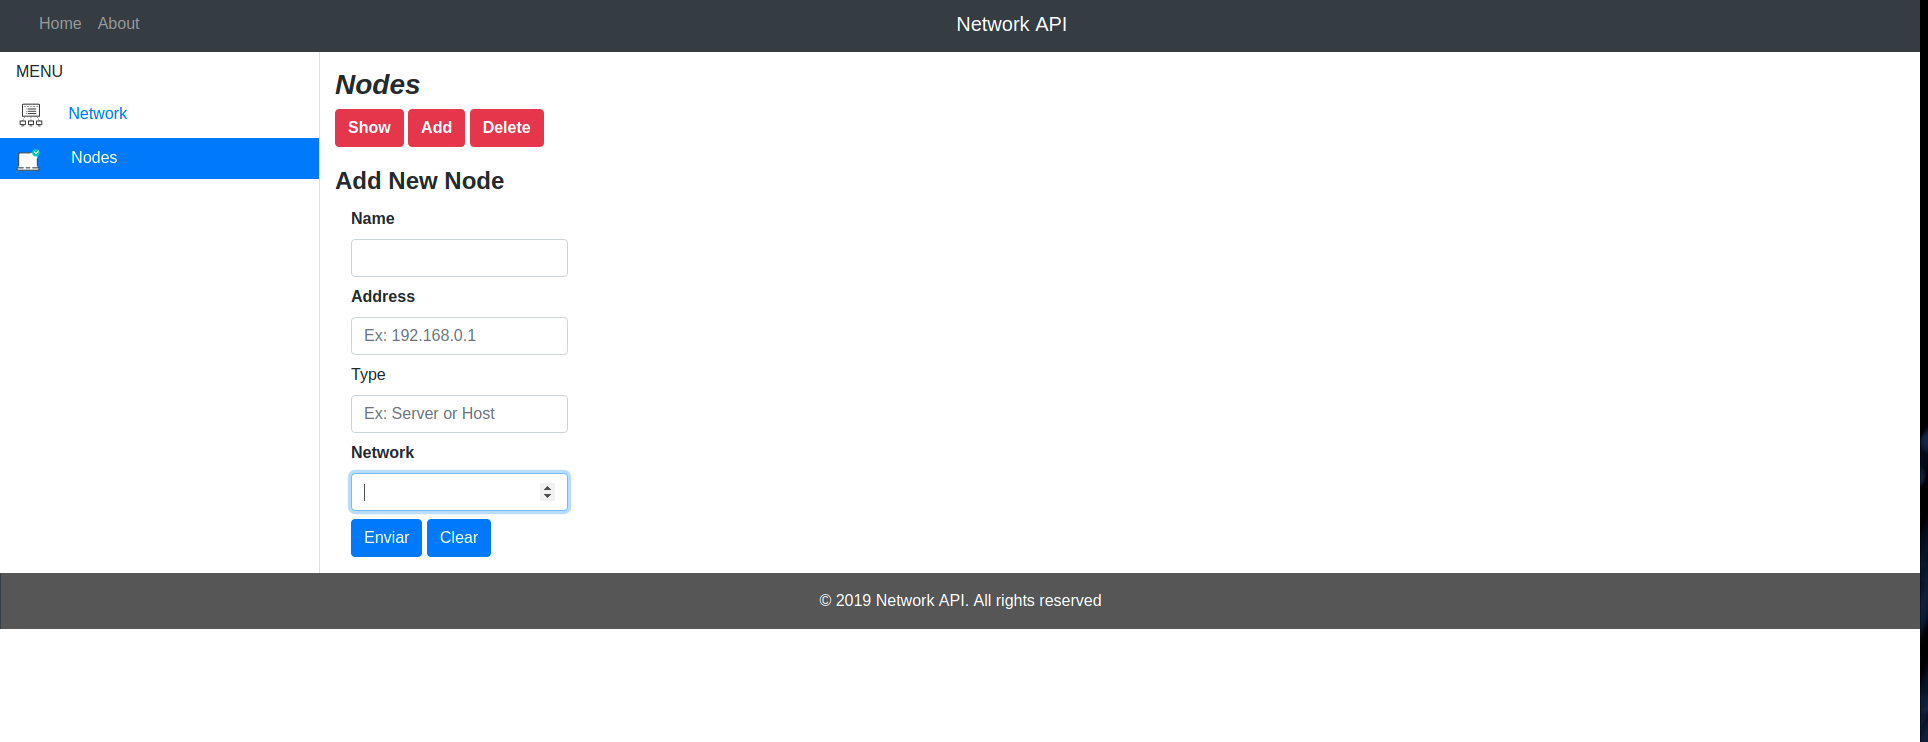 Home About Network API
MENU
Network
Nodes
Nodes
Show Add Delete
Add New Node
Name
Address
Ex: 192.168.0.1
Type
Ex: Server or Host
Network
Enviar Clear
© 2019 Network API. All rights reserved